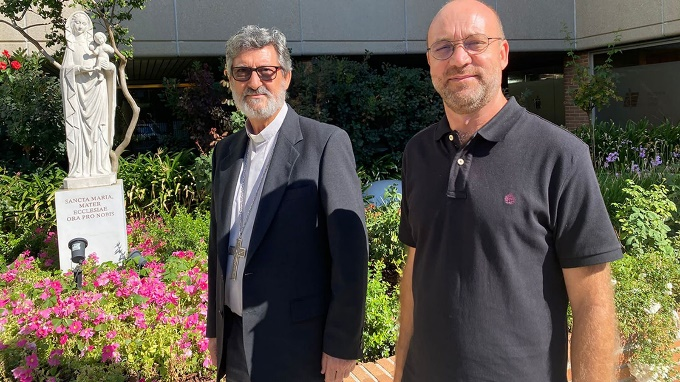 SANCTA MARIA,
MATER
ECCLESIAE
ORA PRO NOBIS